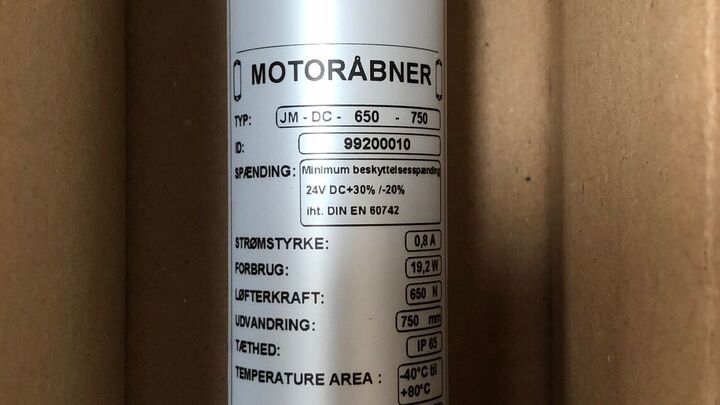 MOTORÅBNER
TYP: JM - DC - 650 - 750
ID: 99200010
SPÆNDING: Minimum beskyttelsesspænding
24V DC+30% /-20%
iht. DIN EN 60742
STRØMSTYRKE: 0,8 A
FORBRUG: 19,2 W
LØFTERKRAFT: 650 N
UDVANDRING: 750 mm
TÆTHED: IP 65
TEMPERATURE AREA : -40°C til
+80°C